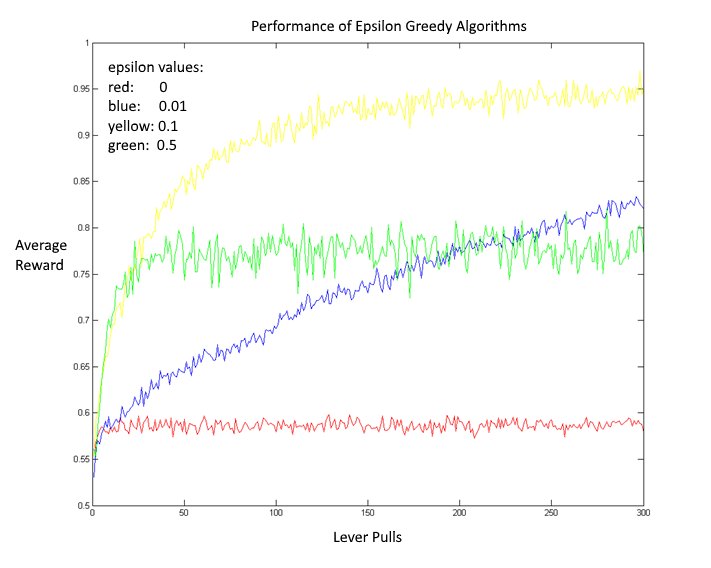 Performance of Epsilon Greedy Algorithms
epsilon values:
red: 0
blue: 0.01
yellow: 0.1
green: 0.5
Average
Reward
1
0.95
0.9
0.85
0.8
0.75
0.7
0.65
0.6
0.55
0.5
0 50 100 150 200 250 300
Lever Pulls